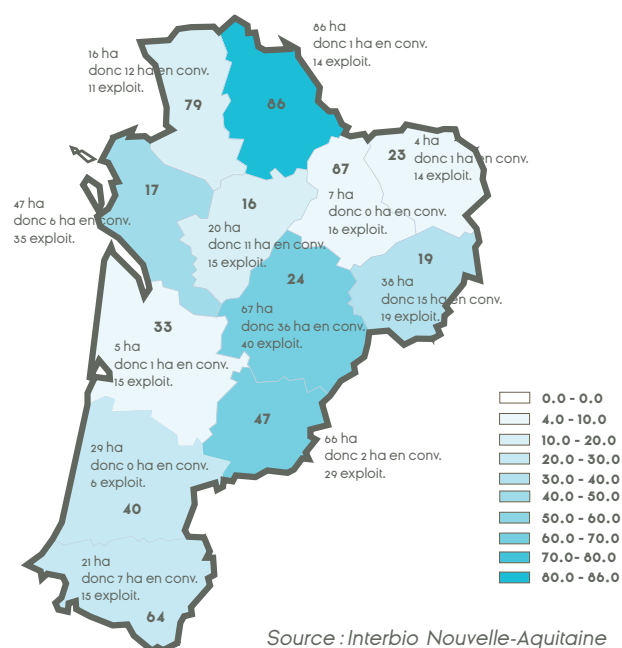 86 ha
donc 1 ha en conv.
14 exploit.
16 ha
donc 12 ha en conv.
11 exploit.
79
86
4 ha
donc 1 ha en conv.
14 exploit.
23
87
7 ha
donc 0 ha en conv.
16 exploit.
17
47 ha
donc 6 ha en conv.
35 exploit.
16
20 ha
donc 11 ha en conv.
15 exploit.
19
38 ha
donc 15 ha en conv.
19 exploit.
24
67 ha
donc 36 ha en conv.
40 exploit.
33
5 ha
donc 1 ha en conv.
15 exploit.
47
66 ha
donc 2 ha en conv.
29 exploit.
29 ha
donc 0 ha en conv.
6 exploit.
40
21 ha
donc 7 ha en conv.
15 exploit.
64
0.0 - 0.0
4.0 - 10.0
10.0 - 20.0
20.0 - 30.0
30.0 - 40.0
40.0 - 50.0
50.0 - 60.0
60.0 - 70.0
70.0- 80.0
80.0 - 86.0
Source : Interbio Nouvelle-Aquitaine